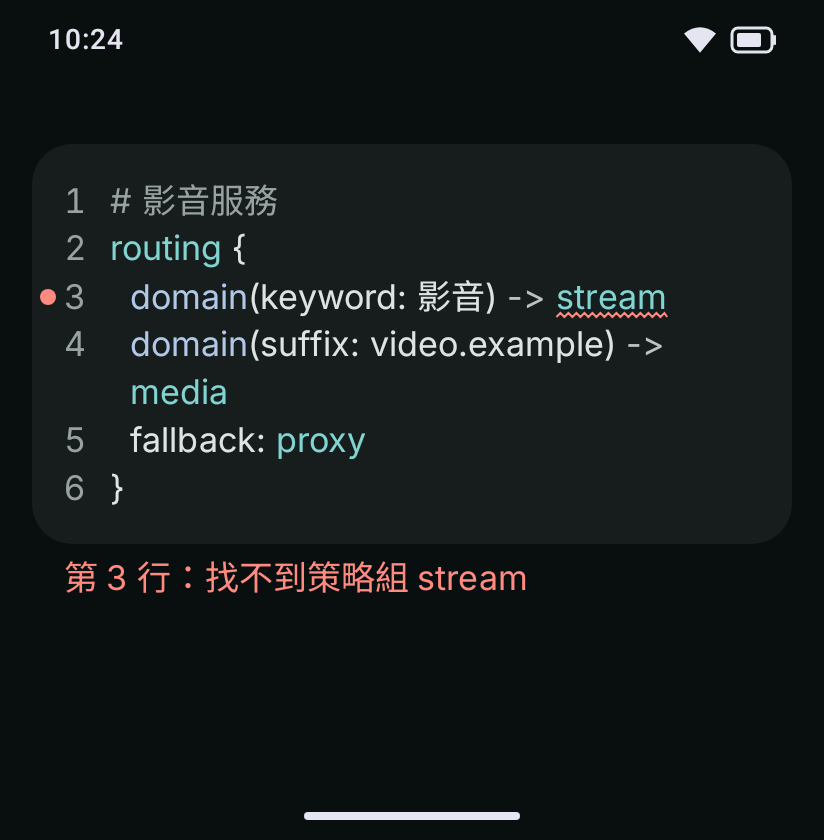 10:24
1 # 影音服務
2 routing {
3 domain(keyword: 影音) -> stream
4 domain(suffix: video.example) ->
media
5 fallback: proxy
6 }
第 3 行：找不到策略組 stream